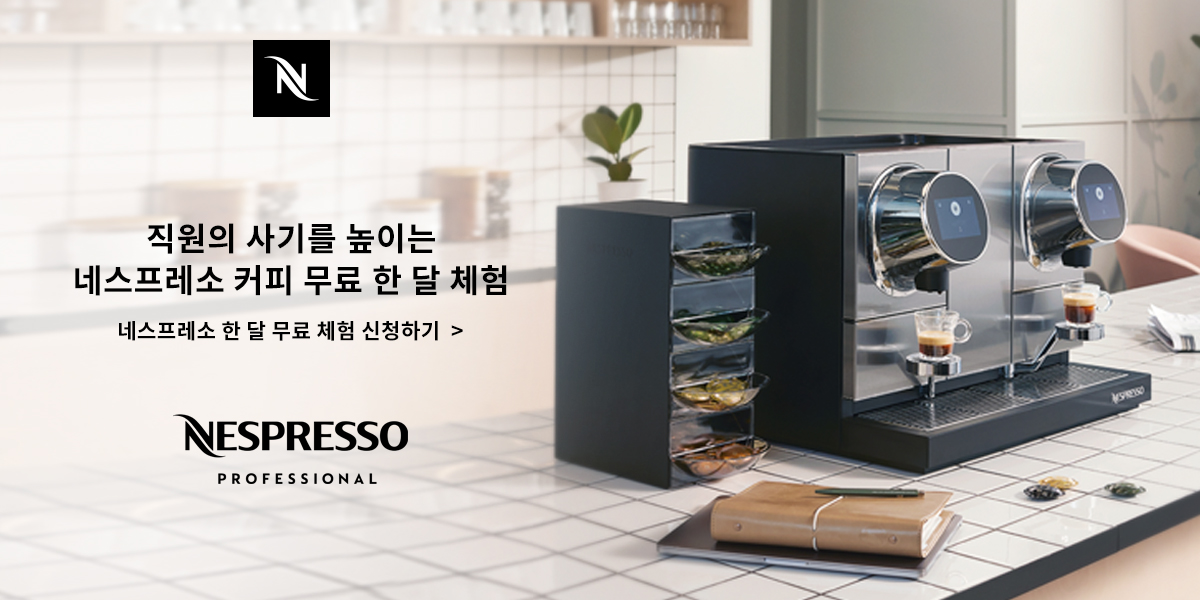 N
직원의 사기를 높이는
네스프레소 커피 무료 한 달 체험
네스프레소 한 달 무료 체험 신청하기 >
NESPRESSO
PROFESSIONAL
NESPRESSO